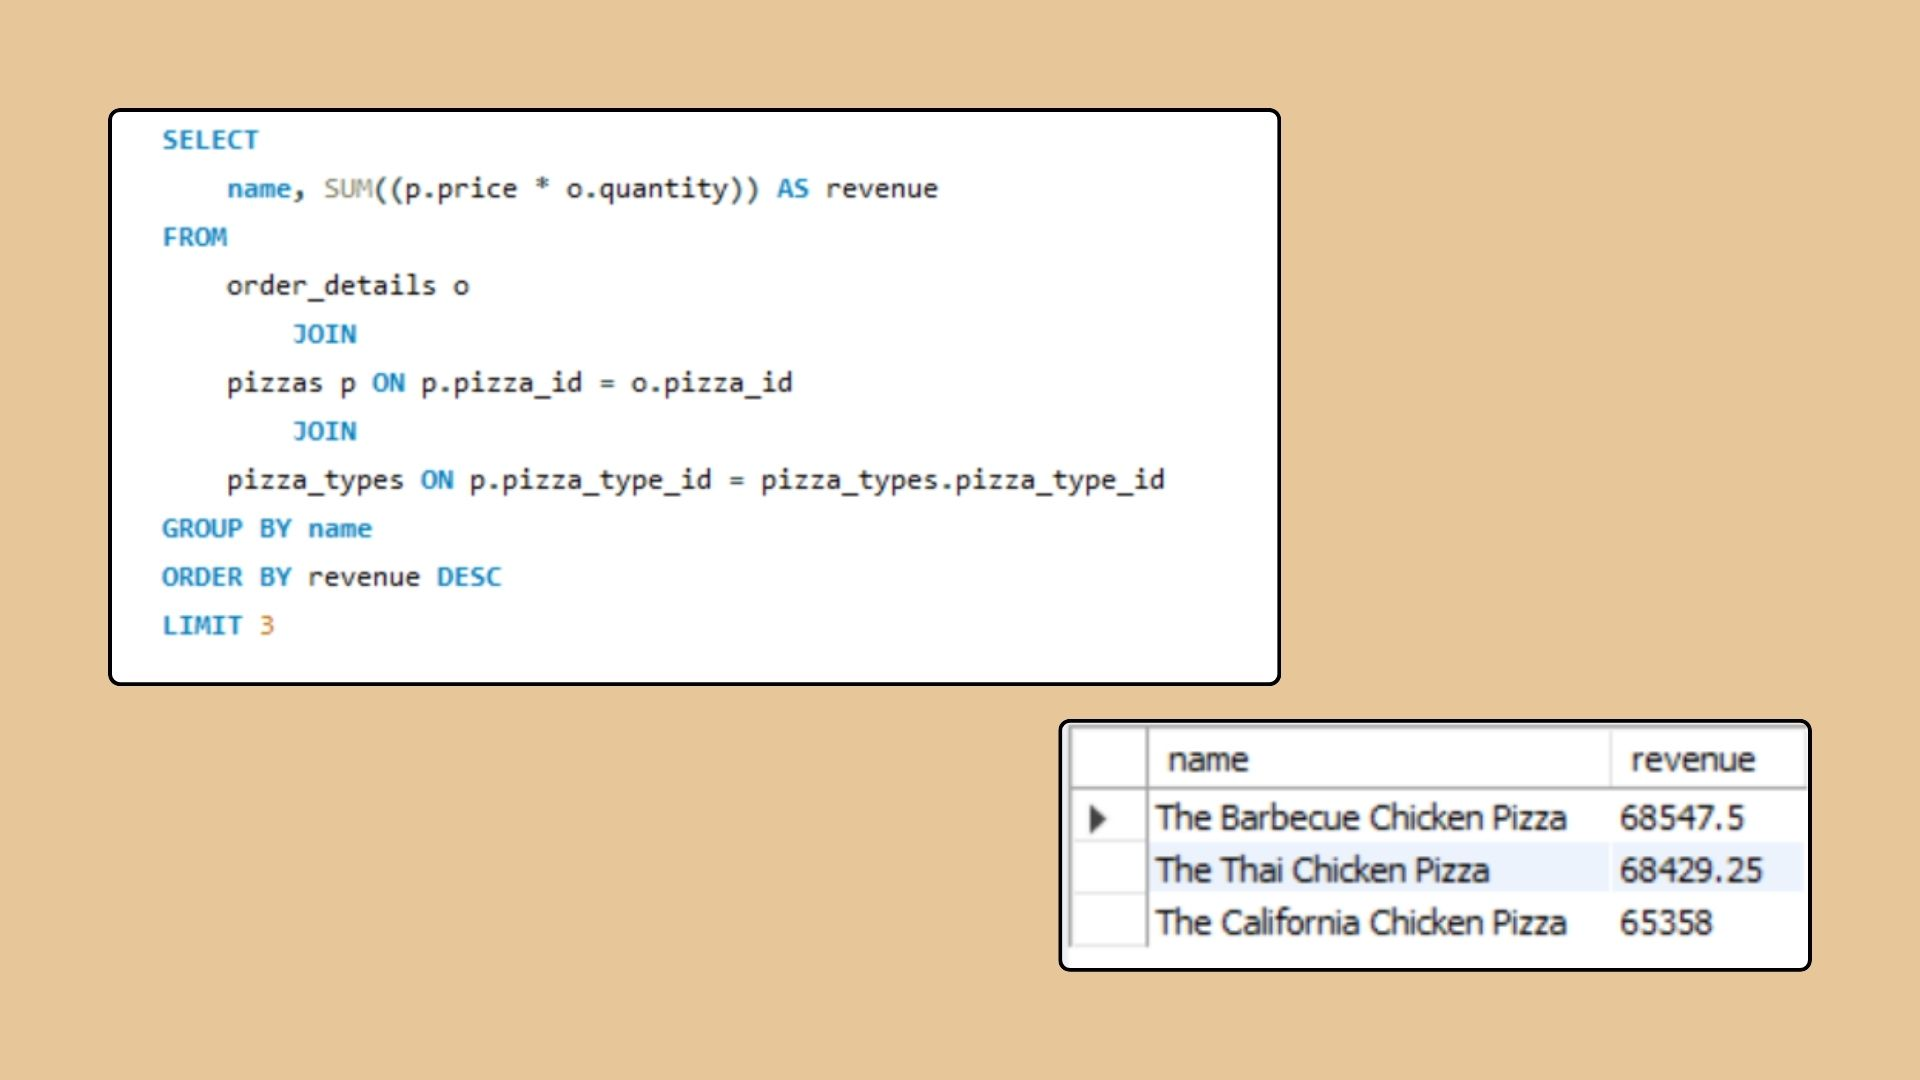 SELECT
name, SUM((p.price * o.quantity)) AS revenue
FROM
order_details o
JOIN
pizzas p ON p.pizza_id = o.pizza_id
JOIN
pizza_types ON p.pizza_type_id = pizza_types.pizza_type_id
GROUP BY name
ORDER BY revenue DESC
LIMIT 3
name revenue
The Barbecue Chicken Pizza 68547.5
The Thai Chicken Pizza 68429.25
The California Chicken Pizza 65358